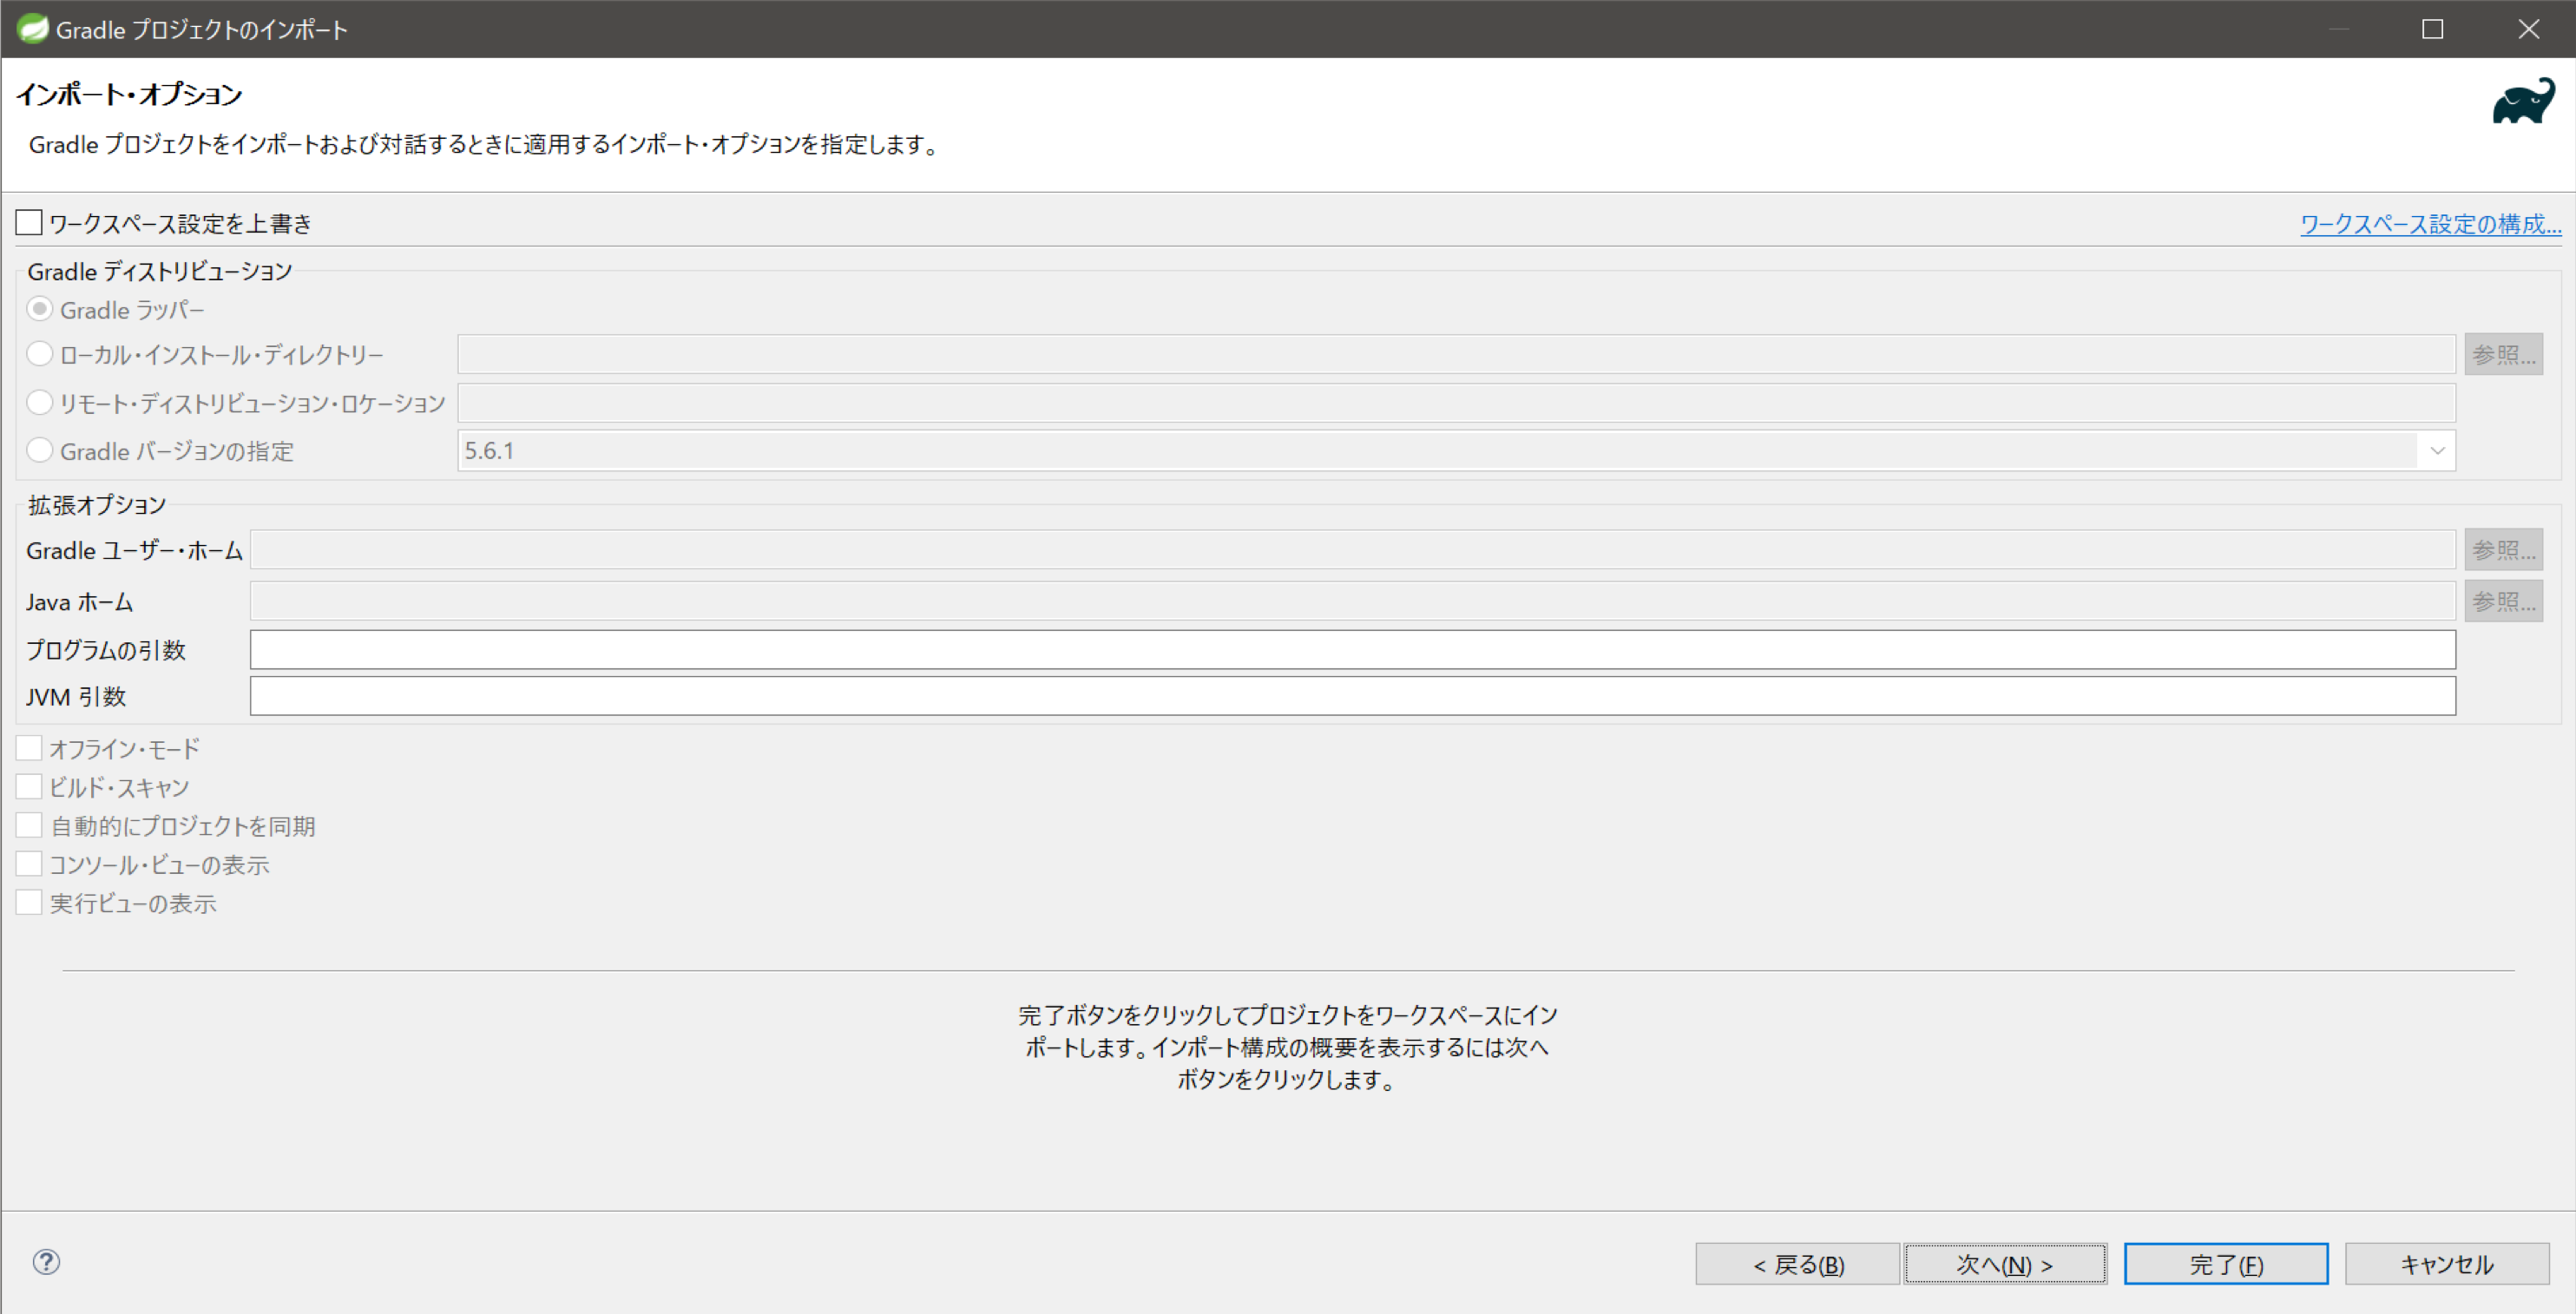 Gradle プロジェクトのインポート
インポート・オプション
Gradle プロジェクトをインポートおよび対話するときに適用するインポート・オプションを指定します。
ワークスペース設定を上書き
ワークスペース設定の構成...
Gradle ディストリビューション
Gradle ラッパー
ローカル・インストール・ディレクトリー 参照...
リモート・ディストリビューション・ロケーション
Gradle バージョンの指定 5.6.1
拡張オプション
Gradle ユーザー・ホーム 参照...
Java ホーム 参照...
プログラムの引数
JVM 引数
オフライン・モード
ビルド・スキャン
自動的にプロジェクトを同期
コンソール・ビューの表示
実行ビューの表示
完了ボタンをクリックしてプロジェクトをワークスペースにイン
ポートします。インポート構成の概要を表示するには次へ
ボタンをクリックします。
? < 戻る(B) 次へ(N) > 完了(F) キャンセル